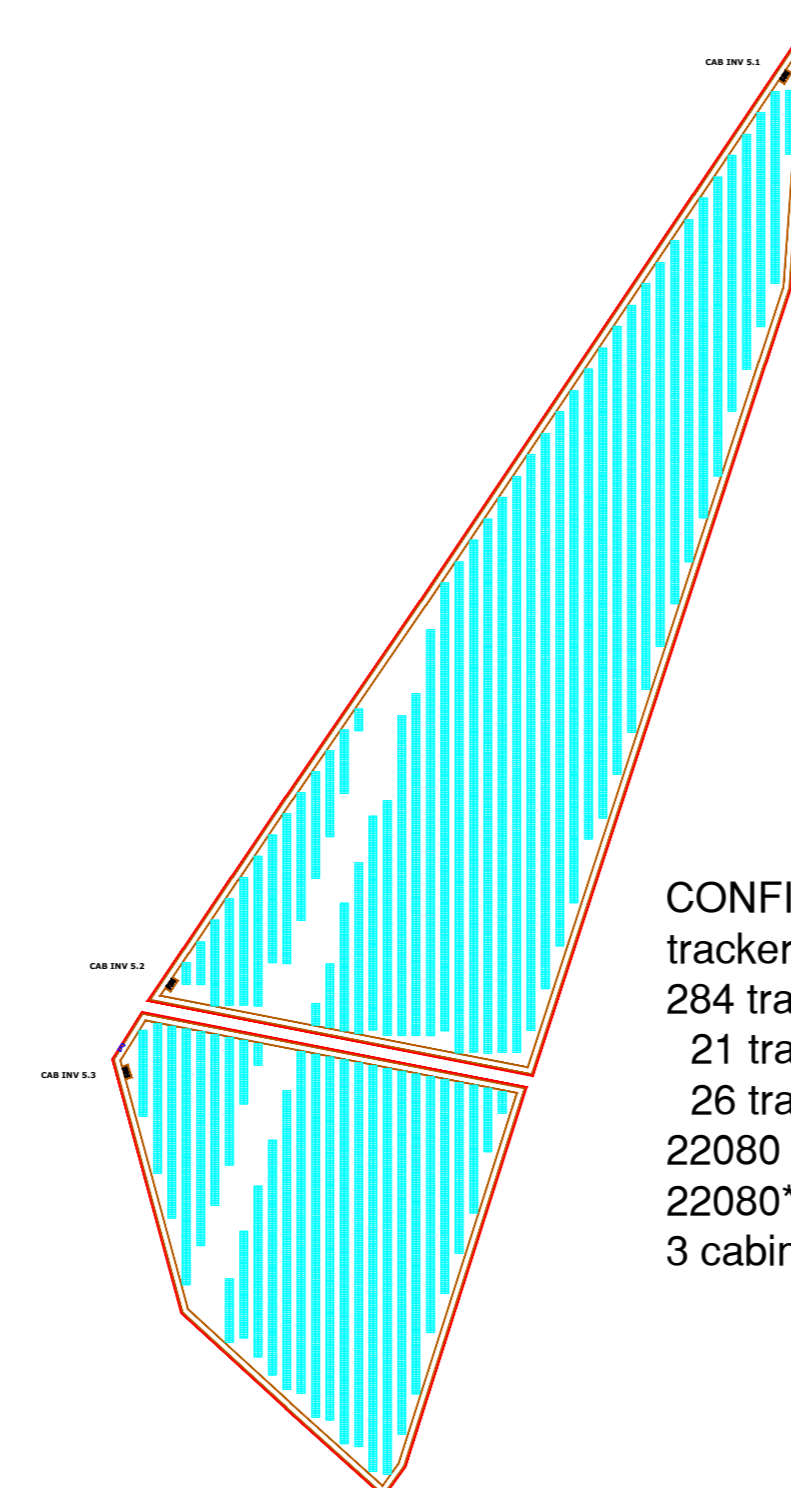 CAB INV 5.1
CAB INV 5.2
CAB INV 5.3
CONFI
tracker
284 tra
21 tra
26 tra
22080
22080*
3 cabin